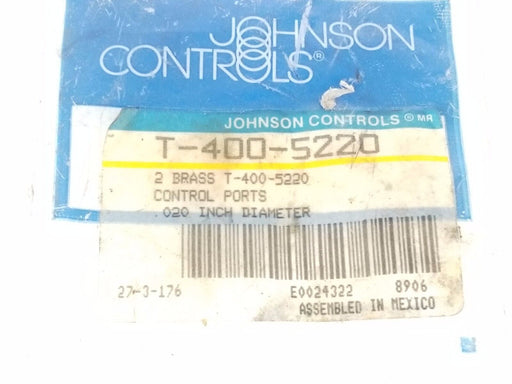 JOHNSON
CONTROLS®
JOHNSON CONTROLS® MR
T-400-5220
2 BRASS T-400-5220
CONTROL PORTS
.020 INCH DIAMETER
27-3-176 E0024322 8906
ASSEMBLED IN MEXICO